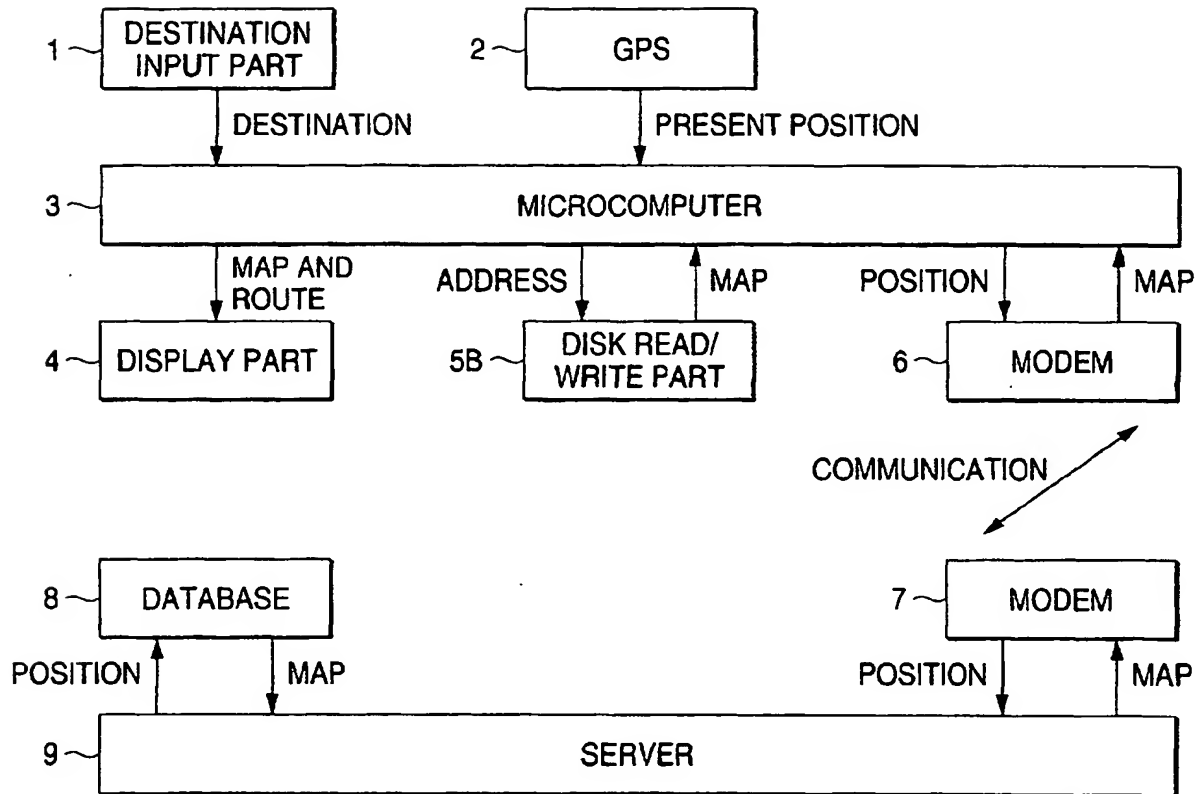 1 DESTINATION INPUT PART
2 GPS
DESTINATION
PRESENT POSITION
3 MICROCOMPUTER
MAP AND ROUTE
ADDRESS
MAP
POSITION
MAP
4 DISPLAY PART
5B DISK READ/ WRITE PART
6 MODEM
COMMUNICATION
8 DATABASE
7 MODEM
POSITION
MAP
POSITION
MAP
9 SERVER